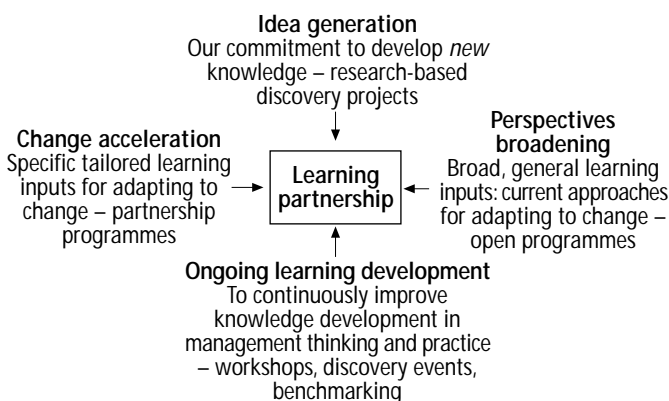 Idea generation
Our commitment to develop new
knowledge – research-based
discovery projects
Change acceleration
Specific tailored learning
inputs for adapting to
change – partnership
programmes
Learning
partnership
Perspectives
broadening
Broad, general learning
inputs: current approaches
for adapting to change –
open programmes
Ongoing learning development
To continuously improve
knowledge development in
management thinking and practice
– workshops, discovery events,
benchmarking